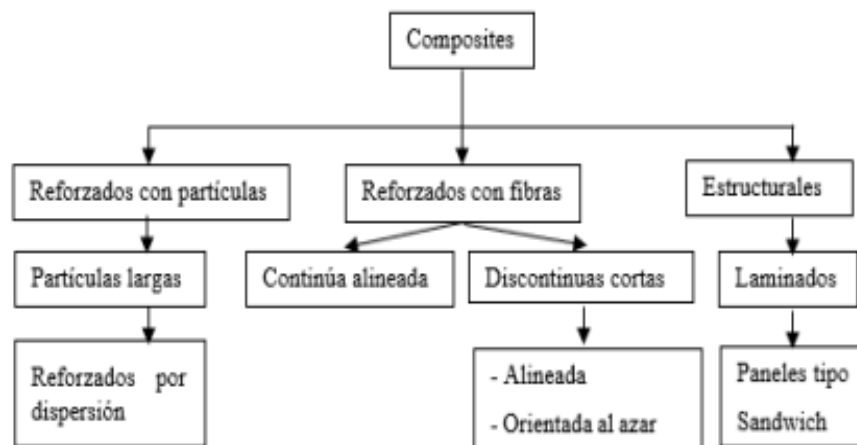 Composites
Reforzados con partículas
Reforzados con fibras
Estructurales
Partículas largas
Continúa alineada
Discontinuas cortas
Laminados
Reforzados por
dispersión
- Alineada
- Orientada al azar
Paneles tipo
Sandwich